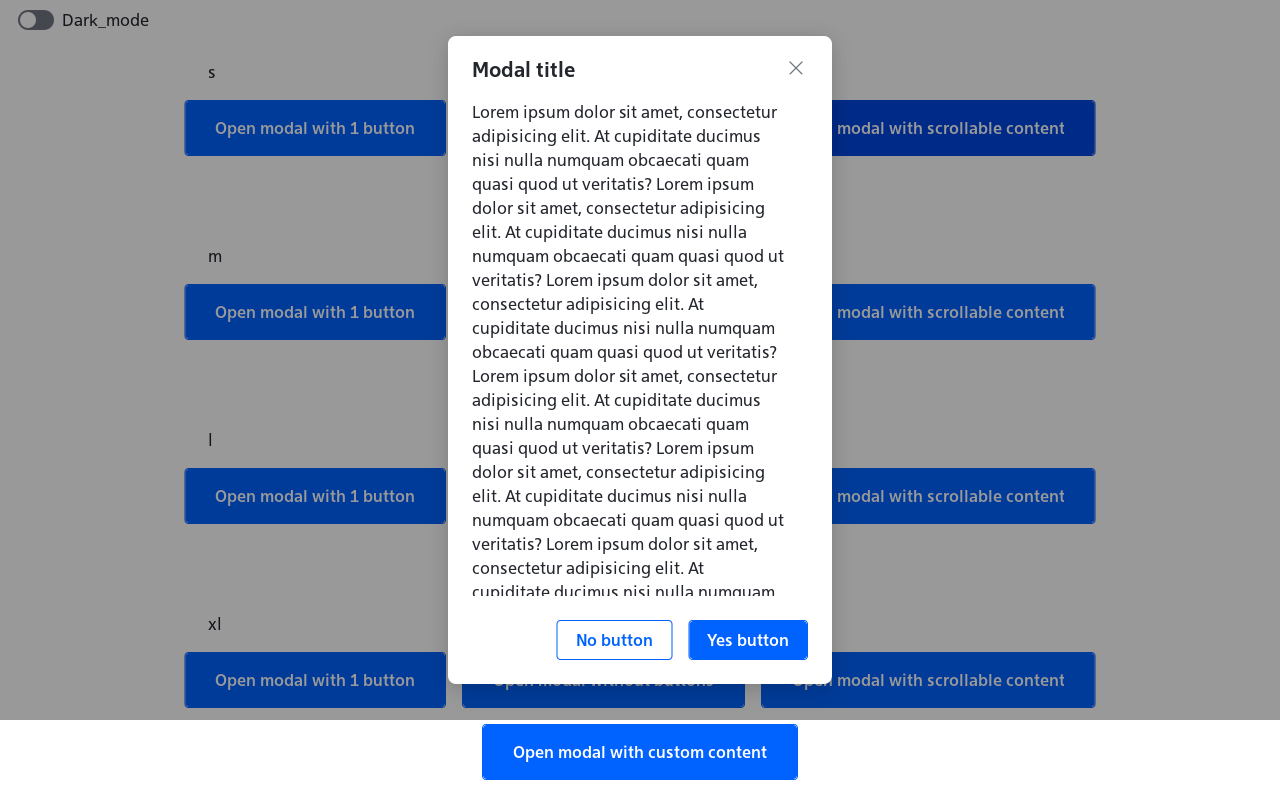 Dark_mode
s
Open modal with 1 button
modal with scrollable content
m
Open modal with 1 button
modal with scrollable content
l
Open modal with 1 button
modal with scrollable content
xl
Open modal with 1 button
Open modal without buttons
Open modal with scrollable content
Modal title
Lorem ipsum dolor sit amet, consectetur
adipisicing elit. At cupiditate ducimus
nisi nulla numquam obcaecati quam
quasi quod ut veritatis? Lorem ipsum
dolor sit amet, consectetur adipisicing
elit. At cupiditate ducimus nisi nulla
numquam obcaecati quam quasi quod ut
veritatis? Lorem ipsum dolor sit amet,
consectetur adipisicing elit. At
cupiditate ducimus nisi nulla numquam
obcaecati quam quasi quod ut veritatis?
Lorem ipsum dolor sit amet, consectetur
adipisicing elit. At cupiditate ducimus
nisi nulla numquam obcaecati quam
quasi quod ut veritatis? Lorem ipsum
dolor sit amet, consectetur adipisicing
elit. At cupiditate ducimus nisi nulla
numquam obcaecati quam quasi quod ut
veritatis? Lorem ipsum dolor sit amet,
consectetur adipisicing elit. At
cupiditate ducimus nisi nulla numquam
No button
Yes button
Open modal with custom content